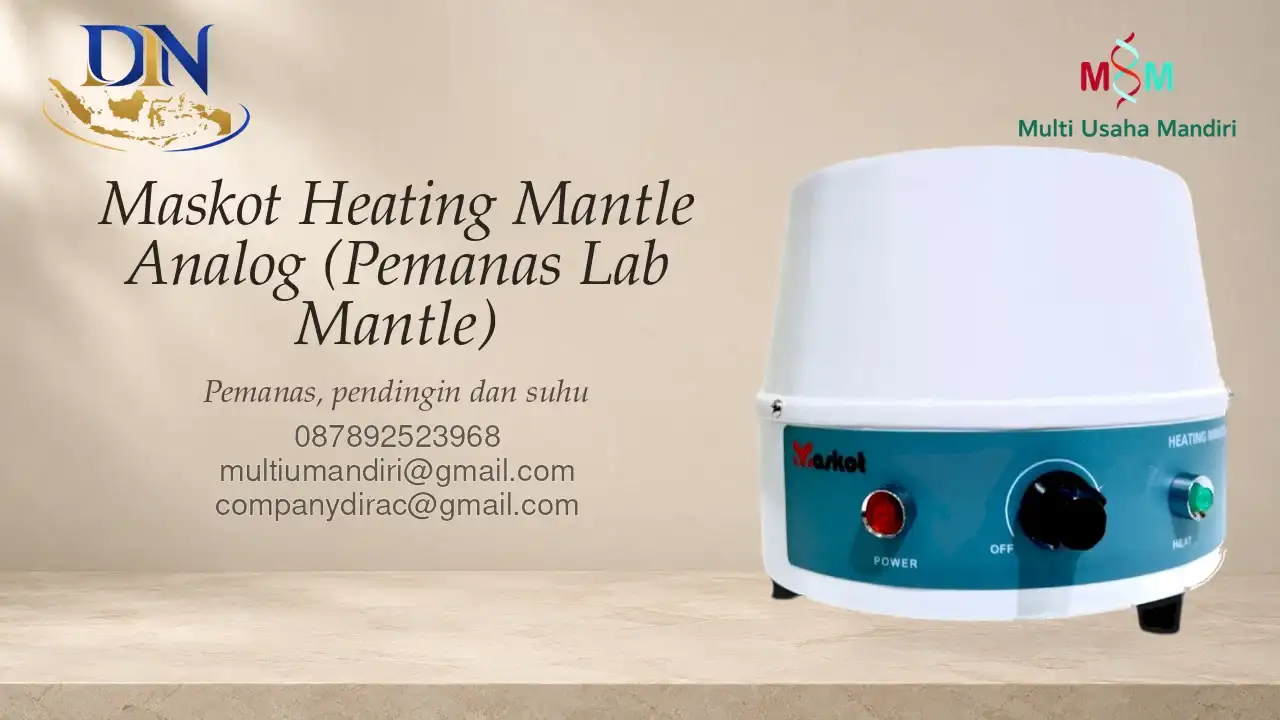 DN
MSM
Multi Usaha Mandiri
Maskot Heating Mantle
Analog (Pemanas Lab
Mantle)
Pemanas, pendingin dan suhu
087892523968
multiumandiri@gmail.com
companydirac@gmail.com
Maskot
HEATING
POWER
OFF
HEAT